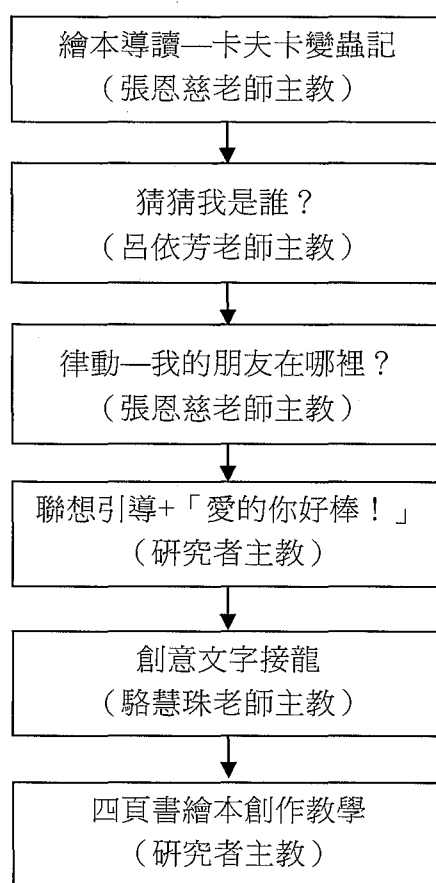 繪本導讀—卡夫卡變蟲記
（張恩慈老師主教）
猜猜我是誰？
（呂依芳老師主教）
律動—我的朋友在哪裡？
（張恩慈老師主教）
聯想引導+「愛的你好棒！」
（研究者主教）
創意文字接龍
（駱慧珠老師主教）
四頁書繪本創作教學
（研究者主教）